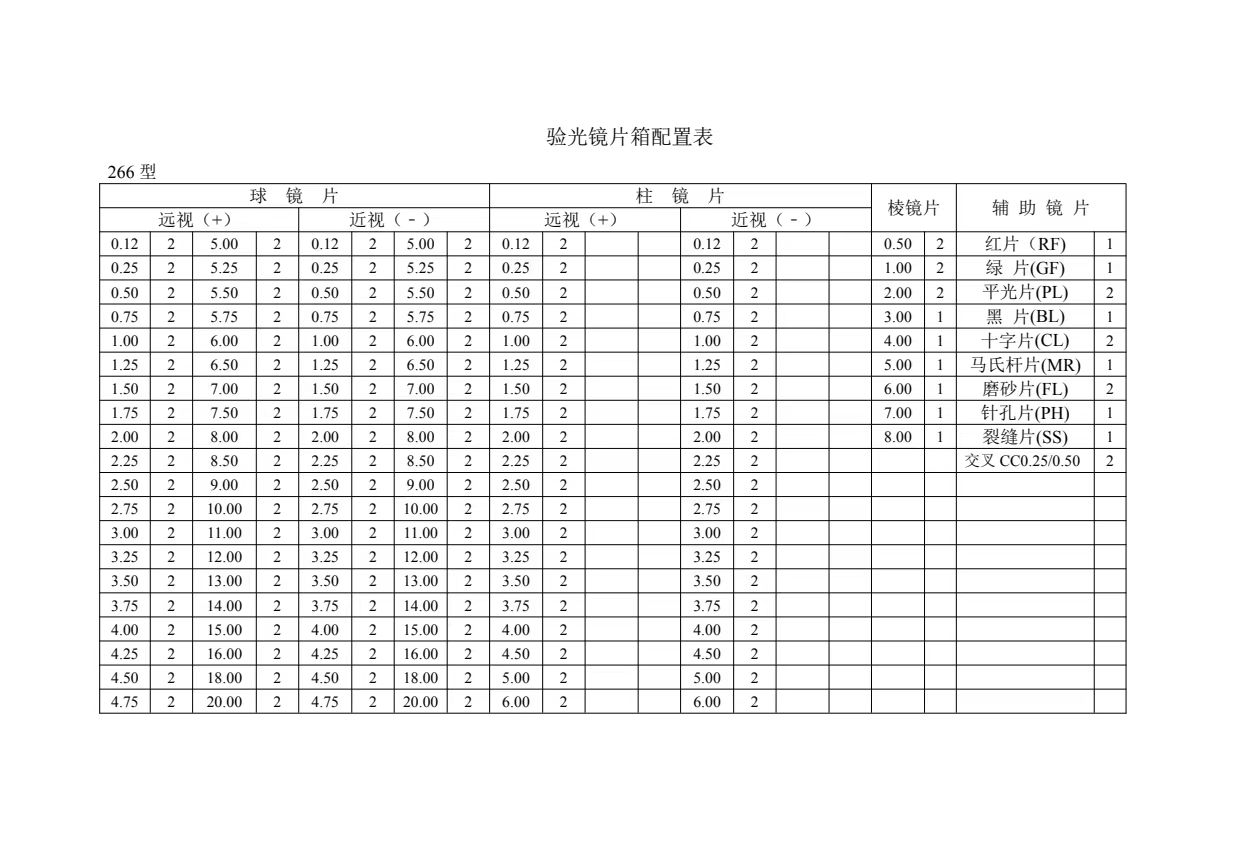 验光镜片箱配置表
266 型
球 镜 片 柱 镜 片 棱镜片 辅 助 镜 片
远视（+） 近视（﹣） 远视（+） 近视（﹣）
0.12 2 5.00 2 0.12 2 5.00 2 0.12 2 0.12 2 0.50 2 红片（RF) 1
0.25 2 5.25 2 0.25 2 5.25 2 0.25 2 0.25 2 1.00 2 绿 片(GF) 1
0.50 2 5.50 2 0.50 2 5.50 2 0.50 2 0.50 2 2.00 2 平光片(PL) 2
0.75 2 5.75 2 0.75 2 5.75 2 0.75 2 0.75 2 3.00 1 黑 片(BL) 1
1.00 2 6.00 2 1.00 2 6.00 2 1.00 2 1.00 2 4.00 1 十字片(CL) 2
1.25 2 6.50 2 1.25 2 6.50 2 1.25 2 1.25 2 5.00 1 马氏杆片(MR) 1
1.50 2 7.00 2 1.50 2 7.00 2 1.50 2 1.50 2 6.00 1 磨砂片(FL) 2
1.75 2 7.50 2 1.75 2 7.50 2 1.75 2 1.75 2 7.00 1 针孔片(PH) 1
2.00 2 8.00 2 2.00 2 8.00 2 2.00 2 2.00 2 8.00 1 裂缝片(SS) 1
2.25 2 8.50 2 2.25 2 8.50 2 2.25 2 2.25 2 交叉 CC0.25/0.50 2
2.50 2 9.00 2 2.50 2 9.00 2 2.50 2 2.50 2
2.75 2 10.00 2 2.75 2 10.00 2 2.75 2 2.75 2
3.00 2 11.00 2 3.00 2 11.00 2 3.00 2 3.00 2
3.25 2 12.00 2 3.25 2 12.00 2 3.25 2 3.25 2
3.50 2 13.00 2 3.50 2 13.00 2 3.50 2 3.50 2
3.75 2 14.00 2 3.75 2 14.00 2 3.75 2 3.75 2
4.00 2 15.00 2 4.00 2 15.00 2 4.00 2 4.00 2
4.25 2 16.00 2 4.25 2 16.00 2 4.50 2 4.50 2
4.50 2 18.00 2 4.50 2 18.00 2 5.00 2 5.00 2
4.75 2 20.00 2 4.75 2 20.00 2 6.00 2 6.00 2